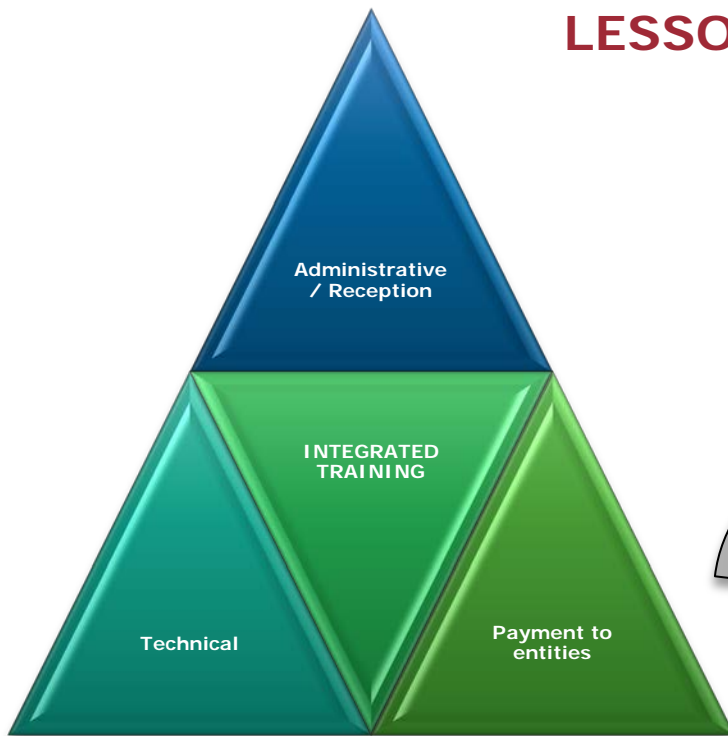 LESSO
Administrative
/ Reception
INTEGRATED
TRAINING
Technical
Payment to
entities